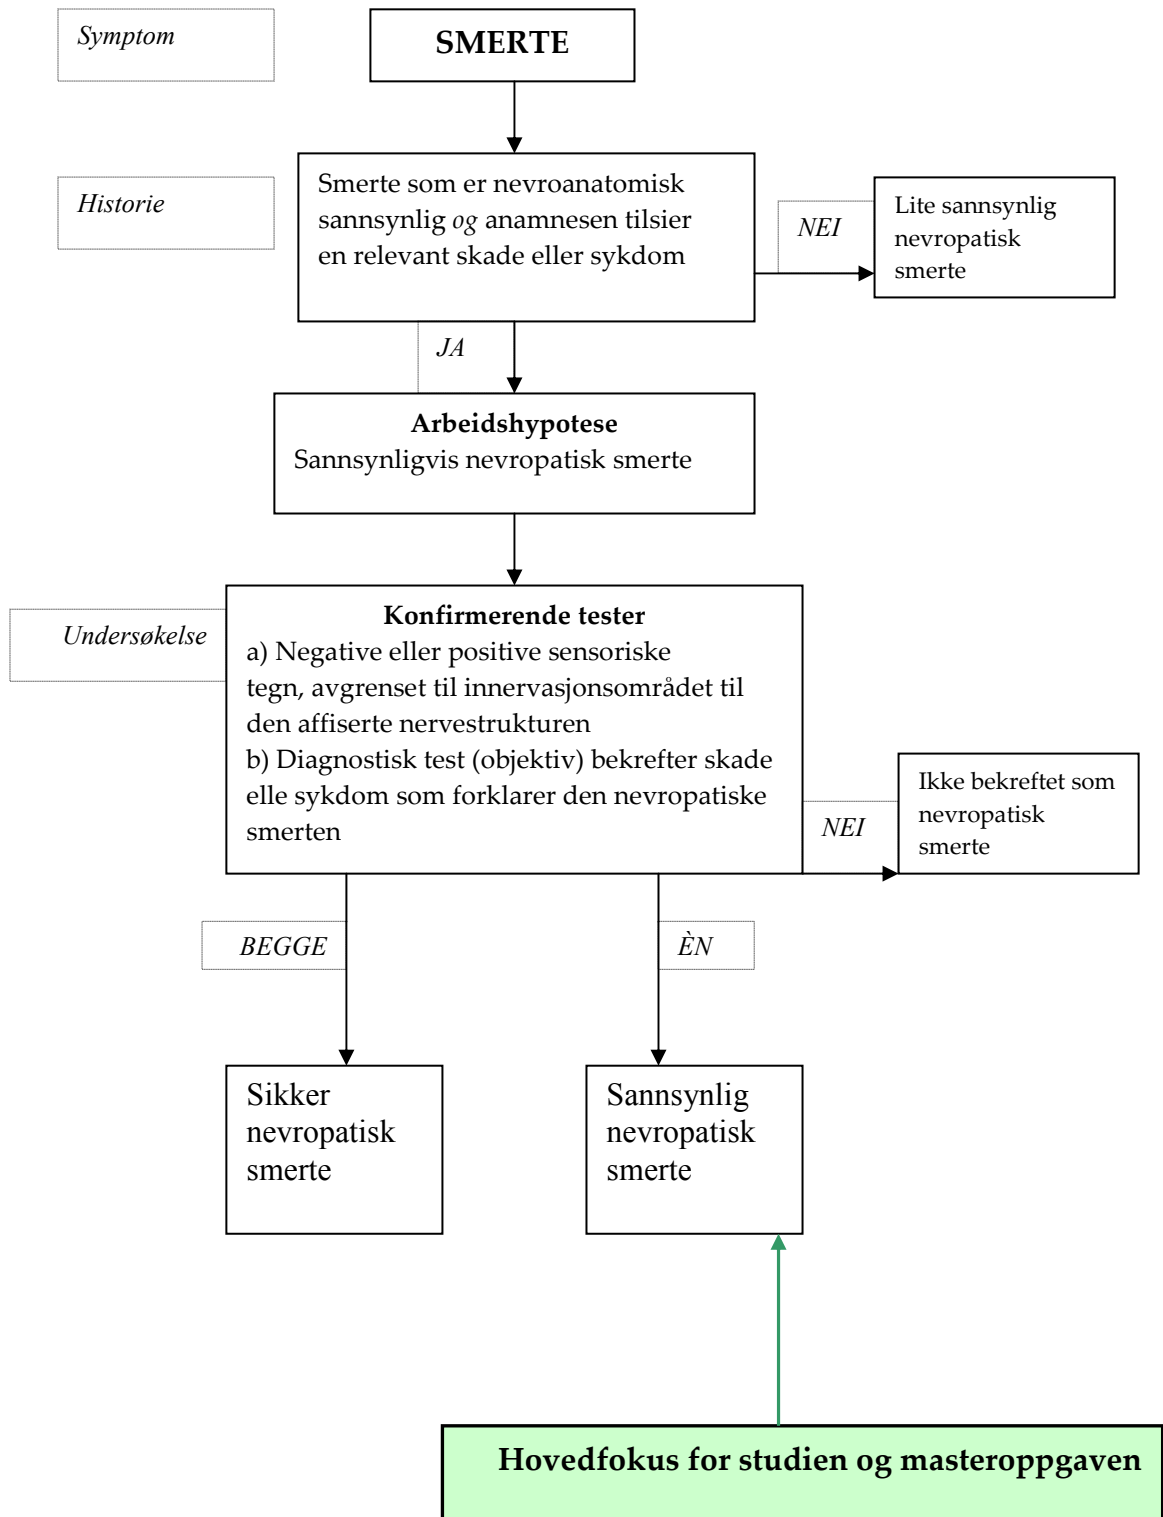 Symptom
SMERTE
Historie
Smerte som er nevroanatomisk
sannsynlig og anamnesen tilsier
en relevant skade eller sykdom
NEI
Lite sannsynlig
nevropatisk
smerte
JA
Arbeidshypotese
Sannsynligvis nevropatisk smerte
Undersøkelse
Konfirmerende tester
a) Negative eller positive sensoriske
tegn, avgrenset til innervasjonsområdet til
den affiserte nervestrukturen
b) Diagnostisk test (objektiv) bekrefter skade
elle sykdom som forklarer den nevropatiske
smerten
NEI
Ikke bekreftet som
nevropatisk
smerte
BEGGE
ÈN
Sikker
nevropatisk
smerte
Sannsynlig
nevropatisk
smerte
Hovedfokus for studien og masteroppgaven